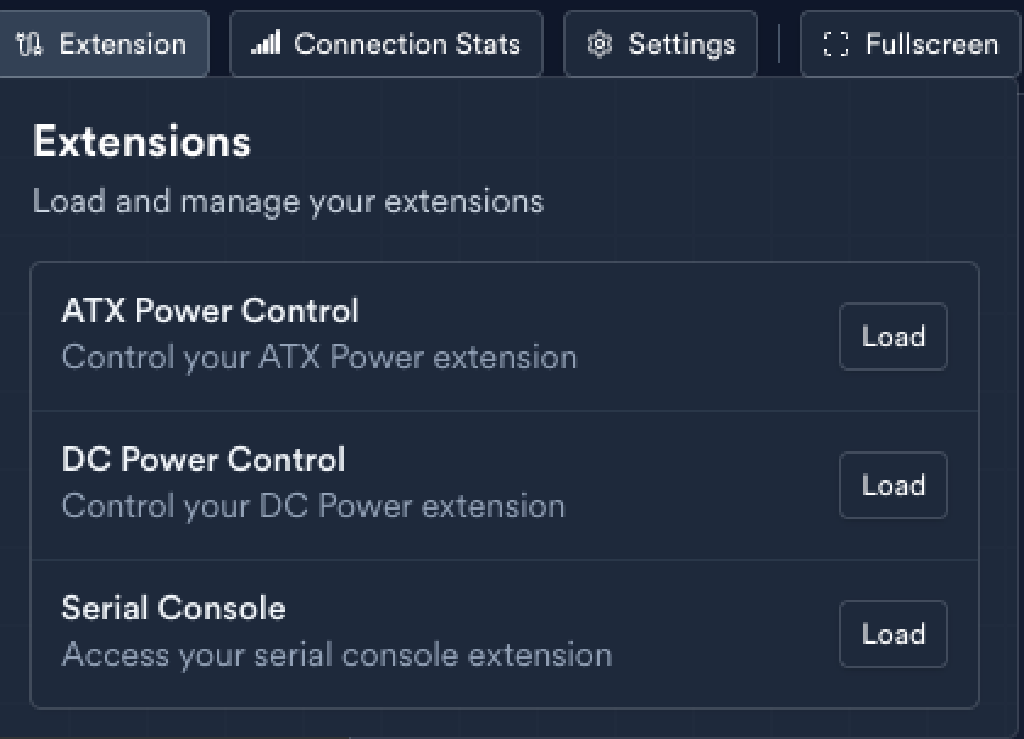 Extension Connection Stats Settings Fullscreen
Extensions
Load and manage your extensions
ATX Power Control
Control your ATX Power extension
Load
DC Power Control
Control your DC Power extension
Load
Serial Console
Access your serial console extension
Load